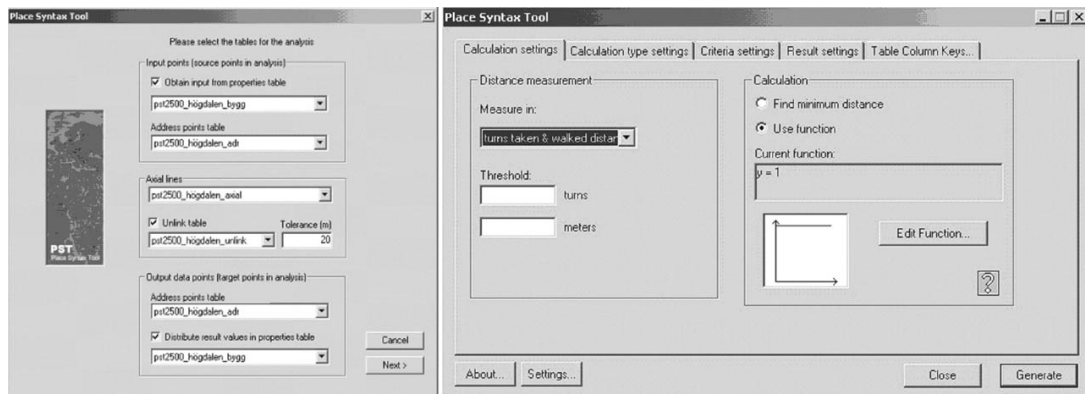 Place Syntax Tool
Please select the tables for the analysis
Input points (source points in analysis)
Obtain input from properties table
pst2500_högdalen_bygg
Address points table
pst2500_högdalen_adr
Axial lines
pst2500_högdalen_axial
Unlink table
Tolerance (m)
pst2500_högdalen_unlink
20
Output data points (target points in analysis)
Address points table
pst2500_högdalen_adr
Distribute result values in properties table
pst2500_högdalen_bygg
PST
Place Syntax Tool
Cancel
Next >
Place Syntax Tool
Calculation settings
Calculation type settings
Criteria settings
Result settings
Table Column Keys...
Distance measurement
Measure in:
turns taken & walked distan
Threshold:
turns
meters
Calculation
Find minimum distance
Use function
Current function:
y = 1
Edit Function...
?
About...
Settings...
Close
Generate